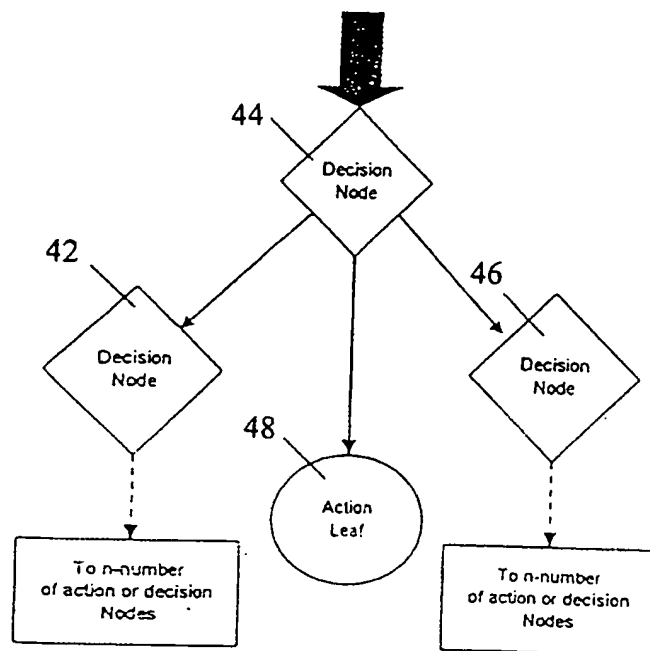 44
Decision
Node
42
46
Decision
Node
Decision
Node
48
Action
Leaf
To n-number
of action or decision
Nodes
To n-number
of action or decision
Nodes